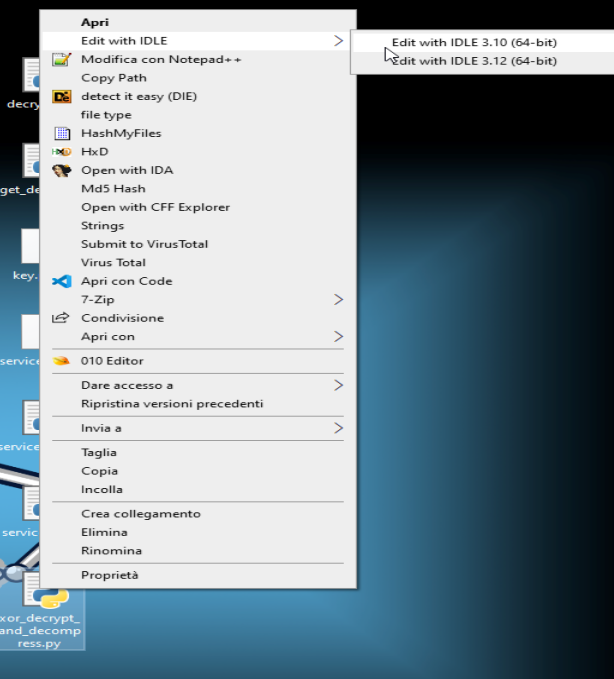 Apri
Edit with IDLE
Edit with IDLE 3.10 (64-bit)
Edit with IDLE 3.12 (64-bit)
Modifica con Notepad++
Copy Path
detect it easy (DIE)
decry
file type
HashMyFiles
HxD
Open with IDA
get_de
Md5 Hash
Open with CFF Explorer
Strings
Submit to VirusTotal
Virus Total
key.
Apri con Code
7-Zip
Condivisione
Apri con
service
010 Editor
Dare accesso a
Ripristina versioni precedenti
Invia a
service
Taglia
Copia
Incolla
Crea collegamento
servic
Elimina
Rinomina
Proprietà
xor_decrypt_
and_decomp
ress.py